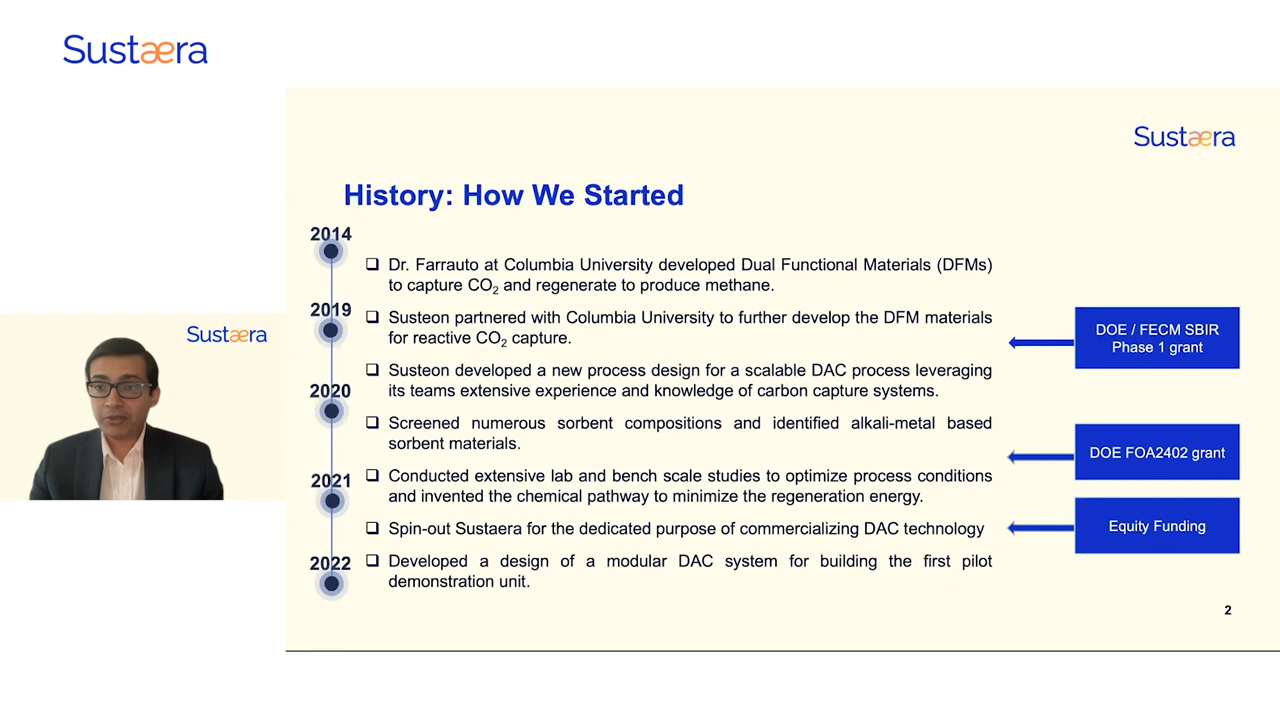 Sustæra
Sustæra
History: How We Started
2014
❑ Dr. Farrauto at Columbia University developed Dual Functional Materials (DFMs)
to capture CO₂ and regenerate to produce methane.
2019
❑ Susteon partnered with Columbia University to further develop the DFM materials
for reactive CO₂ capture.
DOE / FECM SBIR
Phase 1 grant
❑ Susteon developed a new process design for a scalable DAC process leveraging
its teams extensive experience and knowledge of carbon capture systems.
2020
❑ Screened numerous sorbent compositions and identified alkali-metal based
sorbent materials.
DOE FOA2402 grant
2021
❑ Conducted extensive lab and bench scale studies to optimize process conditions
and invented the chemical pathway to minimize the regeneration energy.
❑ Spin-out Sustaera for the dedicated purpose of commercializing DAC technology
Equity Funding
2022
❑ Developed a design of a modular DAC system for building the first pilot
demonstration unit.
2
Sustæra